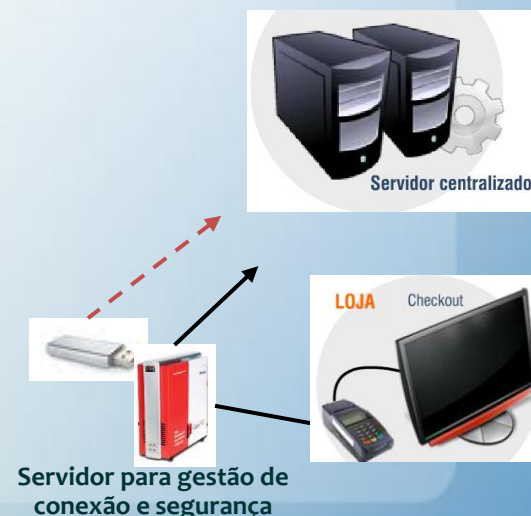 Servidor centralizado
LOJA Checkout
Servidor para gestão de
conexão e segurança